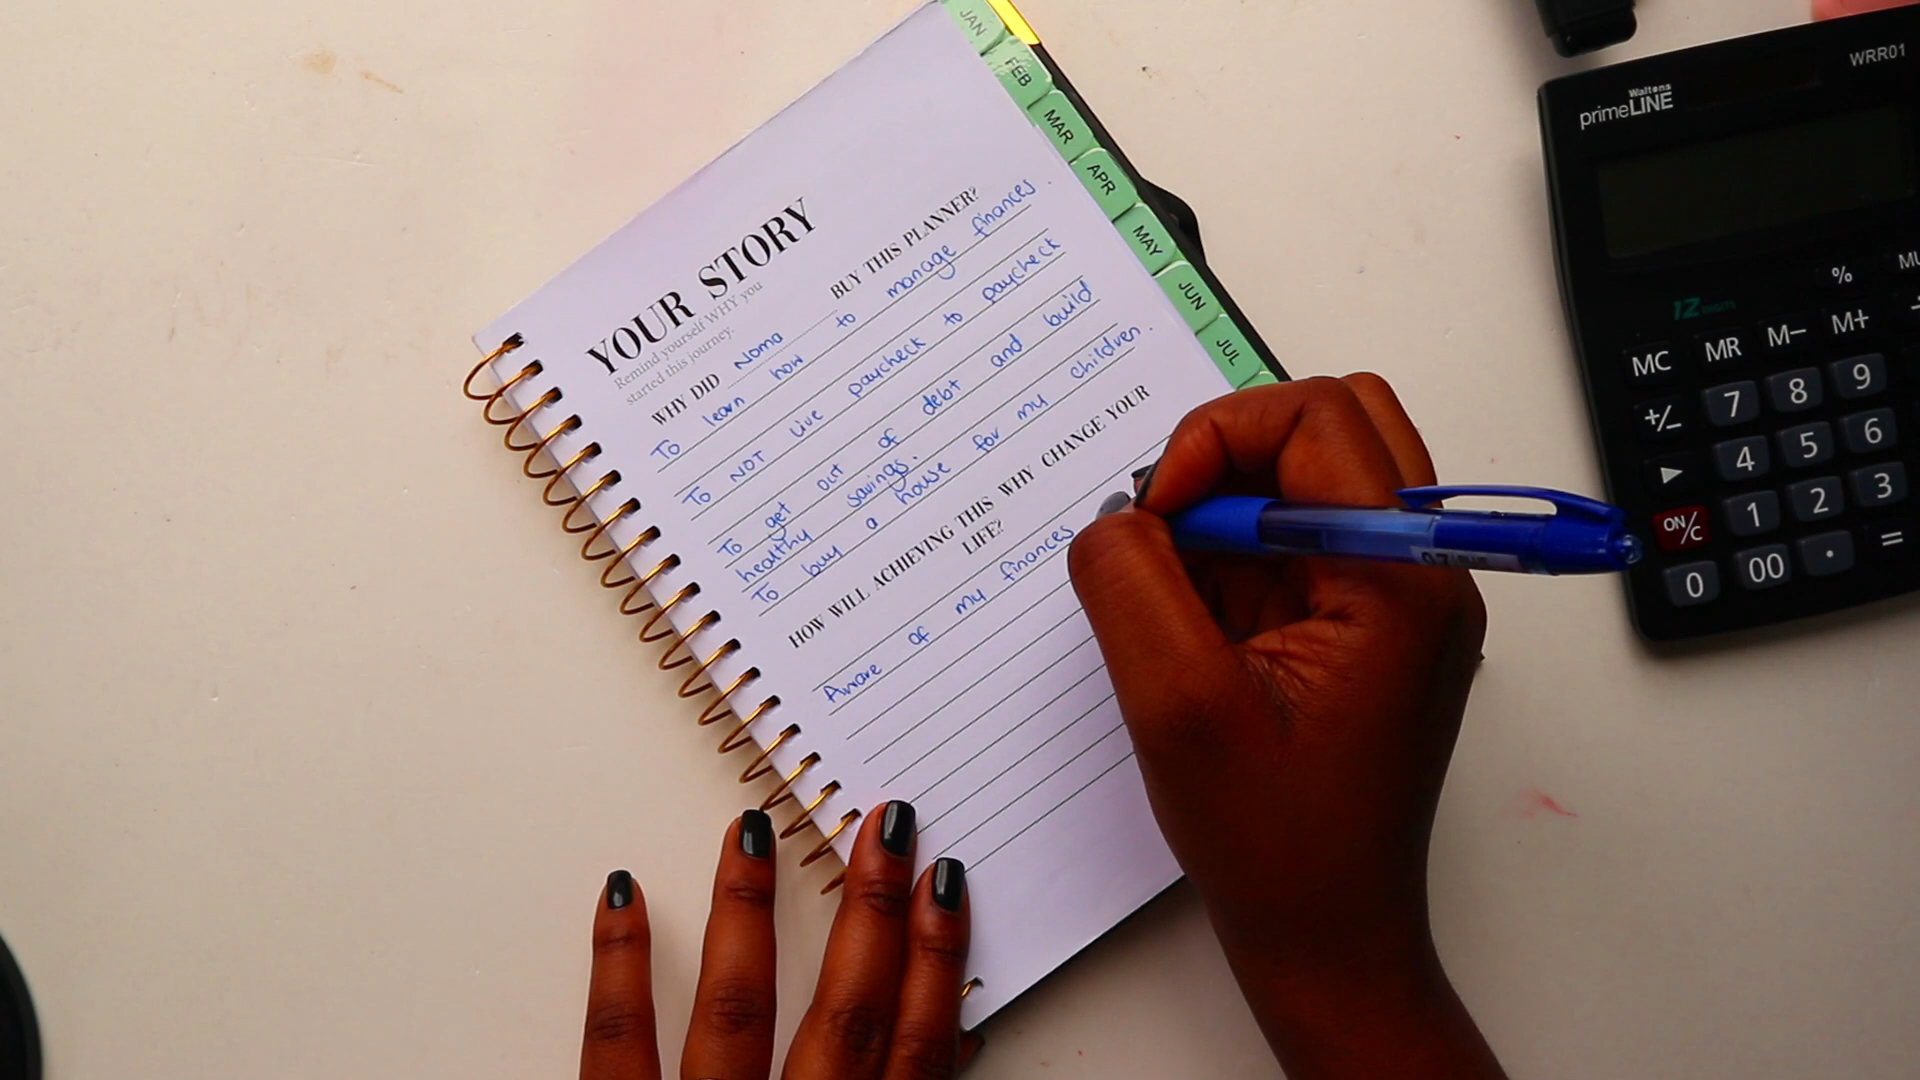 YOUR STORY
Remind yourself WHY you
started this journey.
WHY DID Noma BUY THIS PLANNER?
To learn how to manage finances.
To NOT live paycheck to paycheck
To get out of debt and build
healthy savings.
To buy a house for my children.
HOW WILL ACHIEVING THIS WHY CHANGE YOUR
LIFE?
Aware of my finances
JAN
FEB
MAR
APR
MAY
JUN
JUL
Waltons
primeLINE
WRR01
12 DIGITS
%
MU
MC MR M− M+
+/− 7 8 9
▶ 4 5 6
ON/C 1 2 3
0 00 . =